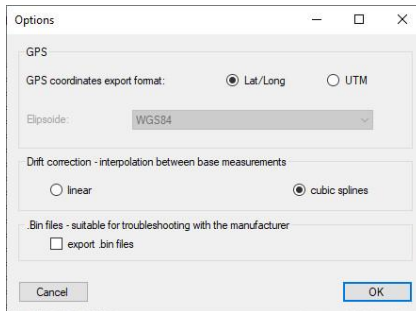 Options
GPS
GPS coordinates export format: Lat/Long UTM
Elipsoide: WGS84
Drift correction - interpolation between base measurements
linear cubic splines
.Bin files - suitable for troubleshooting with the manufacturer
export .bin files
Cancel OK